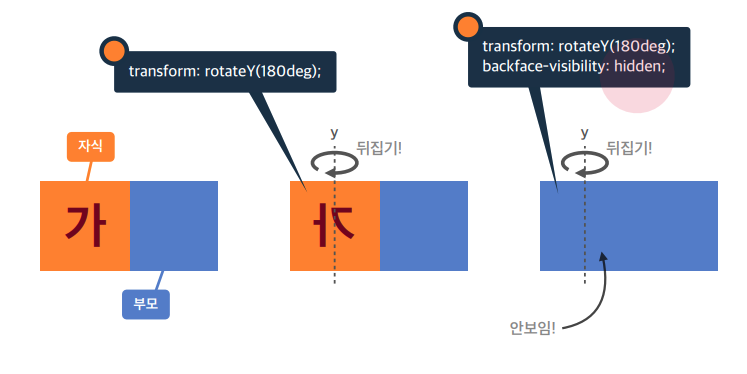 transform: rotateY(180deg);
transform: rotateY(180deg);
backface-visibility: hidden;
자식
가
부모
y
뒤집기!
가
y
뒤집기!
안보임!